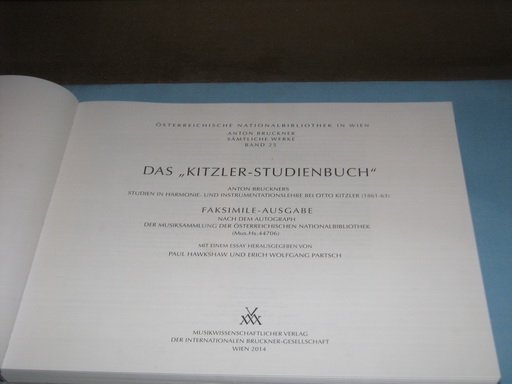 ÖSTERREICHISCHE NATIONALBIBLIOTHEK IN WIEN
ANTON BRUCKNER
SÄMTLICHE WERKE
BAND 25
DAS „KITZLER-STUDIENBUCH“
ANTON BRUCKNERS
STUDIEN IN HARMONIE- UND INSTRUMENTATIONSLEHRE BEI OTTO KITZLER (1861-63)
FAKSIMILE-AUSGABE
NACH DEM AUTOGRAPH
DER MUSIKSAMMLUNG DER ÖSTERREICHISCHEN NATIONALBIBLIOTHEK
(Mus.Hs.44706)
MIT EINEM ESSAY HERAUSGEGEBEN VON
PAUL HAWKSHAW UND ERICH WOLFGANG PARTSCH
MUSIKWISSENSCHAFTLICHER VERLAG
DER INTERNATIONALEN BRUCKNER-GESELLSCHAFT
WIEN 2014